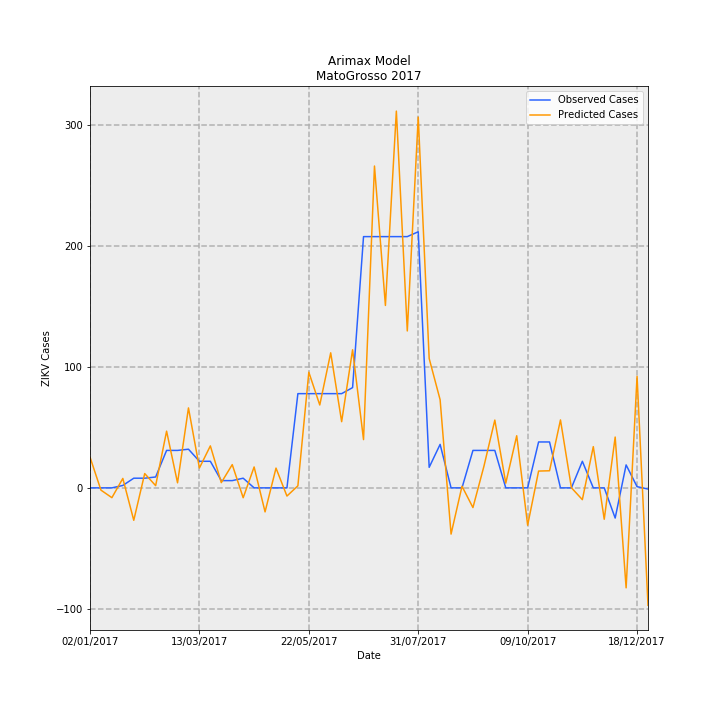 Arimax Model
MatoGrosso 2017
Observed Cases
Predicted Cases
ZIKV Cases
300
200
100
0
−100
02/01/2017 13/03/2017 22/05/2017 31/07/2017 09/10/2017 18/12/2017
Date